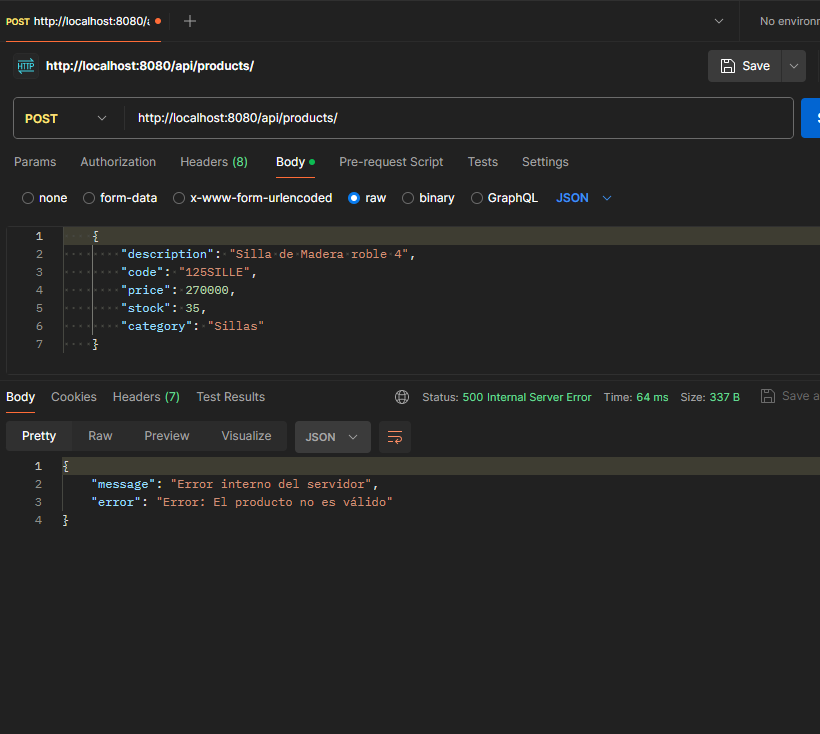 POST http://localhost:8080/a
No environm
HTTP http://localhost:8080/api/products/
Save
POST http://localhost:8080/api/products/
Params Authorization Headers (8) Body Pre-request Script Tests Settings
none form-data x-www-form-urlencoded raw binary GraphQL JSON
1 {
2 "description": "Silla de Madera roble 4",
3 "code": "125SILLE",
4 "price": 270000,
5 "stock": 35,
6 "category": "Sillas"
7 }
Body Cookies Headers (7) Test Results Status: 500 Internal Server Error Time: 64 ms Size: 337 B Save a
Pretty Raw Preview Visualize JSON
1 {
2 "message": "Error interno del servidor",
3 "error": "Error: El producto no es válido"
4 }